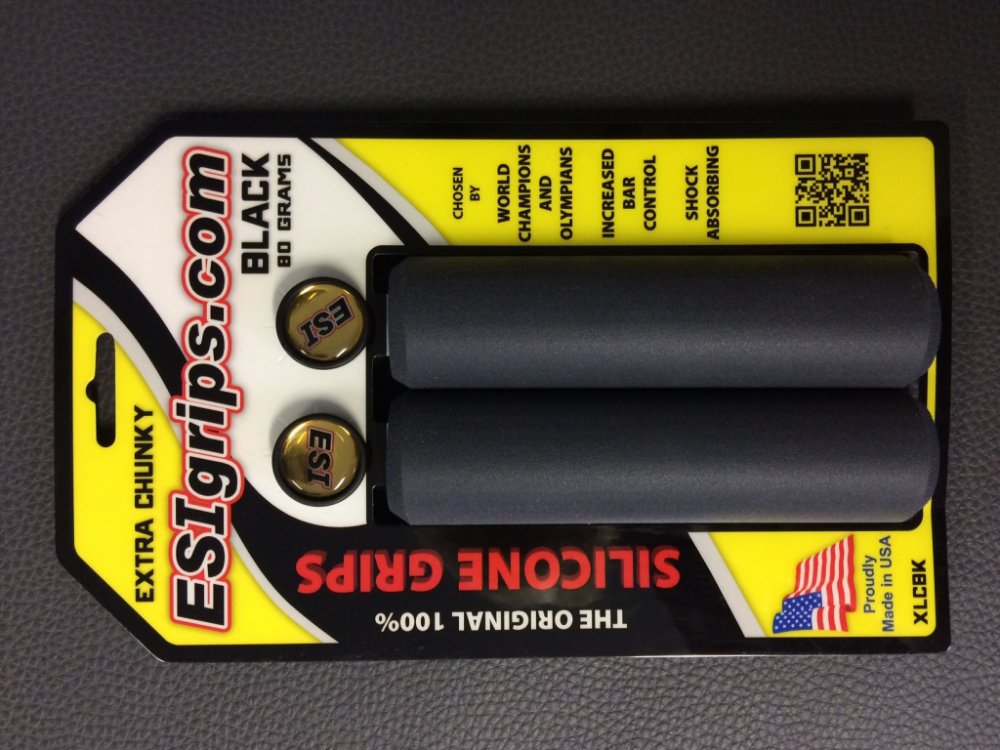 EXTRA CHUNKY
ESIgrips.com
BLACK
80 GRAMS
ESI
ESI
CHOSEN
BY
WORLD
CHAMPIONS
AND
OLYMPIANS
INCREASED
BAR
CONTROL
SHOCK
ABSORBING
THE ORIGINAL 100%
SILICONE GRIPS
Proudly
Made in USA
XLCBK